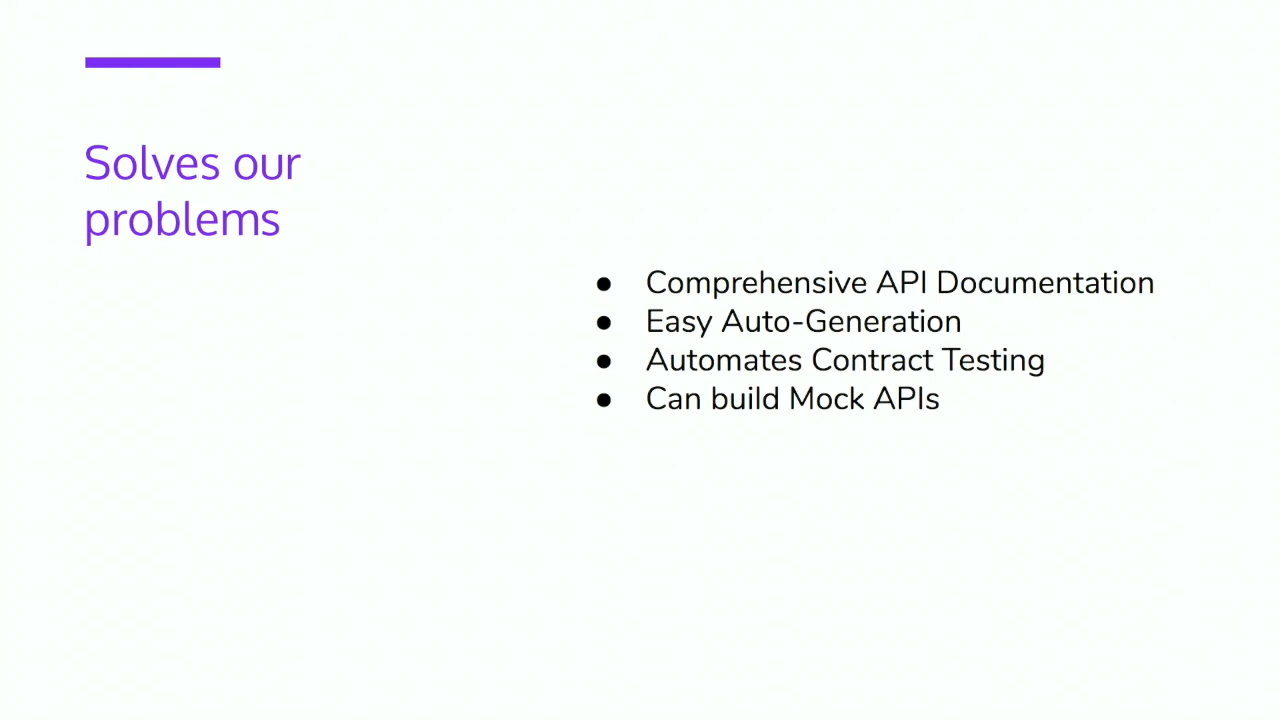 Solves our
problems
● Comprehensive API Documentation
● Easy Auto-Generation
● Automates Contract Testing
● Can build Mock APIs